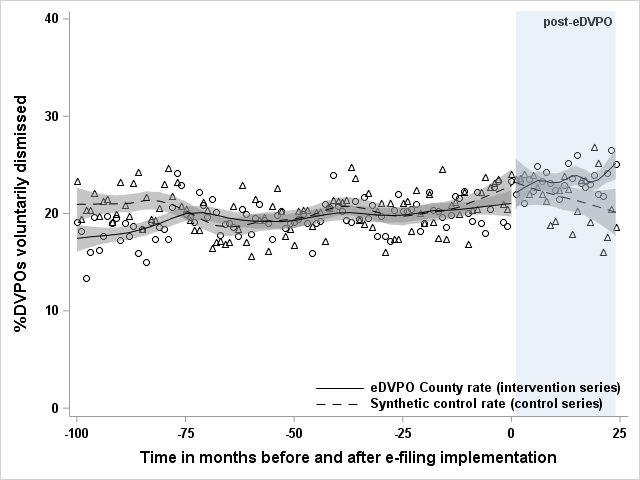 post-eDVPO
40
30
20
10
0
%DVPOs voluntarily dismissed
eDVPO County rate (intervention series)
Synthetic control rate (control series)
-100 -75 -50 -25 0 25
Time in months before and after e-filing implementation